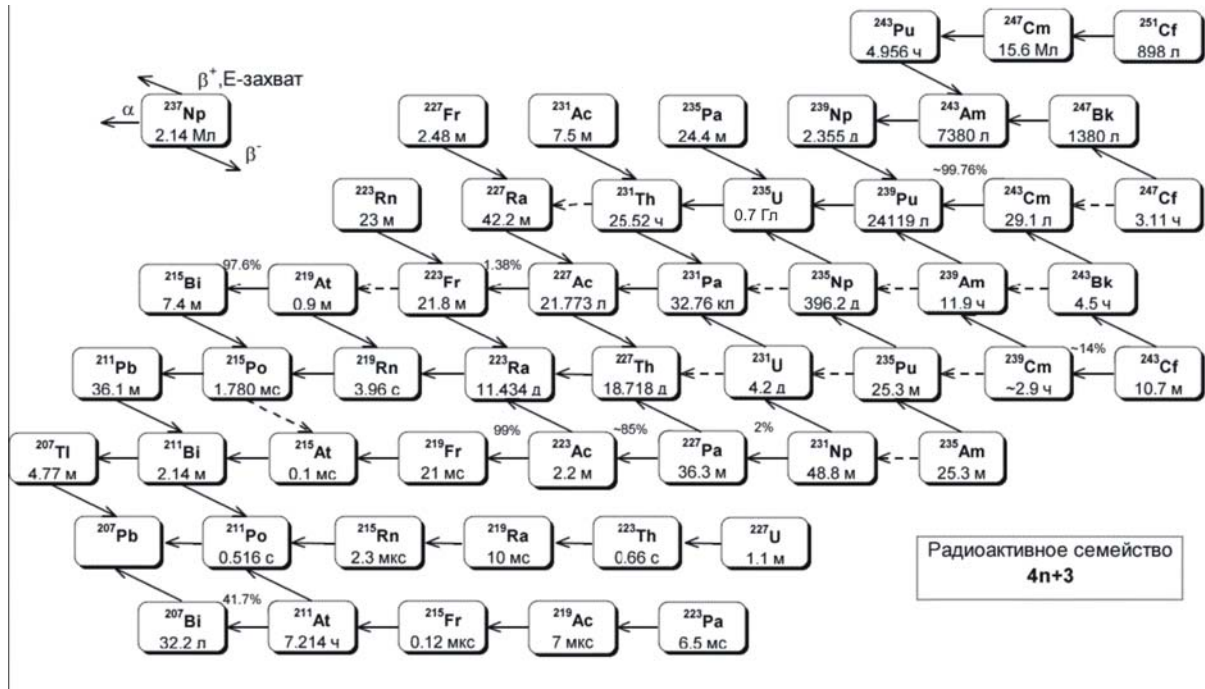 243Pu 247Cm 251Cf
4.956 ч 15.6 Мл 898 л
β+,Е-захват
237Np
α
2.14 Мл
β-
227Fr 231Ac 235Pa 239Np 243Am 247Bk
2.48 м 7.5 м 24.4 м 2.355 д 7380 л 1380 л
~99.76%
223Rn 227Ra 231Th 235U 239Pu 243Cm 247Cf
23 м 42.2 м 25.52 ч 0.7 Гл 24119 л 29.1 л 3.11 ч
97.6% 1.38%
215Bi 219At 223Fr 227Ac 231Pa 235Np 239Am 243Bk
7.4 м 0.9 м 21.8 м 21.773 л 32.76 кл 396.2 д 11.9 ч 4.5 ч
~14%
211Pb 215Po 219Rn 223Ra 227Th 231U 235Pu 239Cm 243Cf
36.1 м 1.780 мс 3.96 с 11.434 д 18.718 д 4.2 д 25.3 м ~2.9 ч 10.7 м
99% ~85% 2%
207Tl 211Bi 215At 219Fr 223Ac 227Pa 231Np 235Am
4.77 м 2.14 м 0.1 мс 21 мс 2.2 м 36.3 м 48.8 м 25.3 м
207Pb 211Po 215Rn 219Ra 223Th 227U
0.516 с 2.3 мкс 10 мс 0.66 с 1.1 м
Радиоактивное семейство
4n+3
41.7%
207Bi 211At 215Fr 219Ac 223Pa
32.2 л 7.214 ч 0.12 мкс 7 мкс 6.5 мс